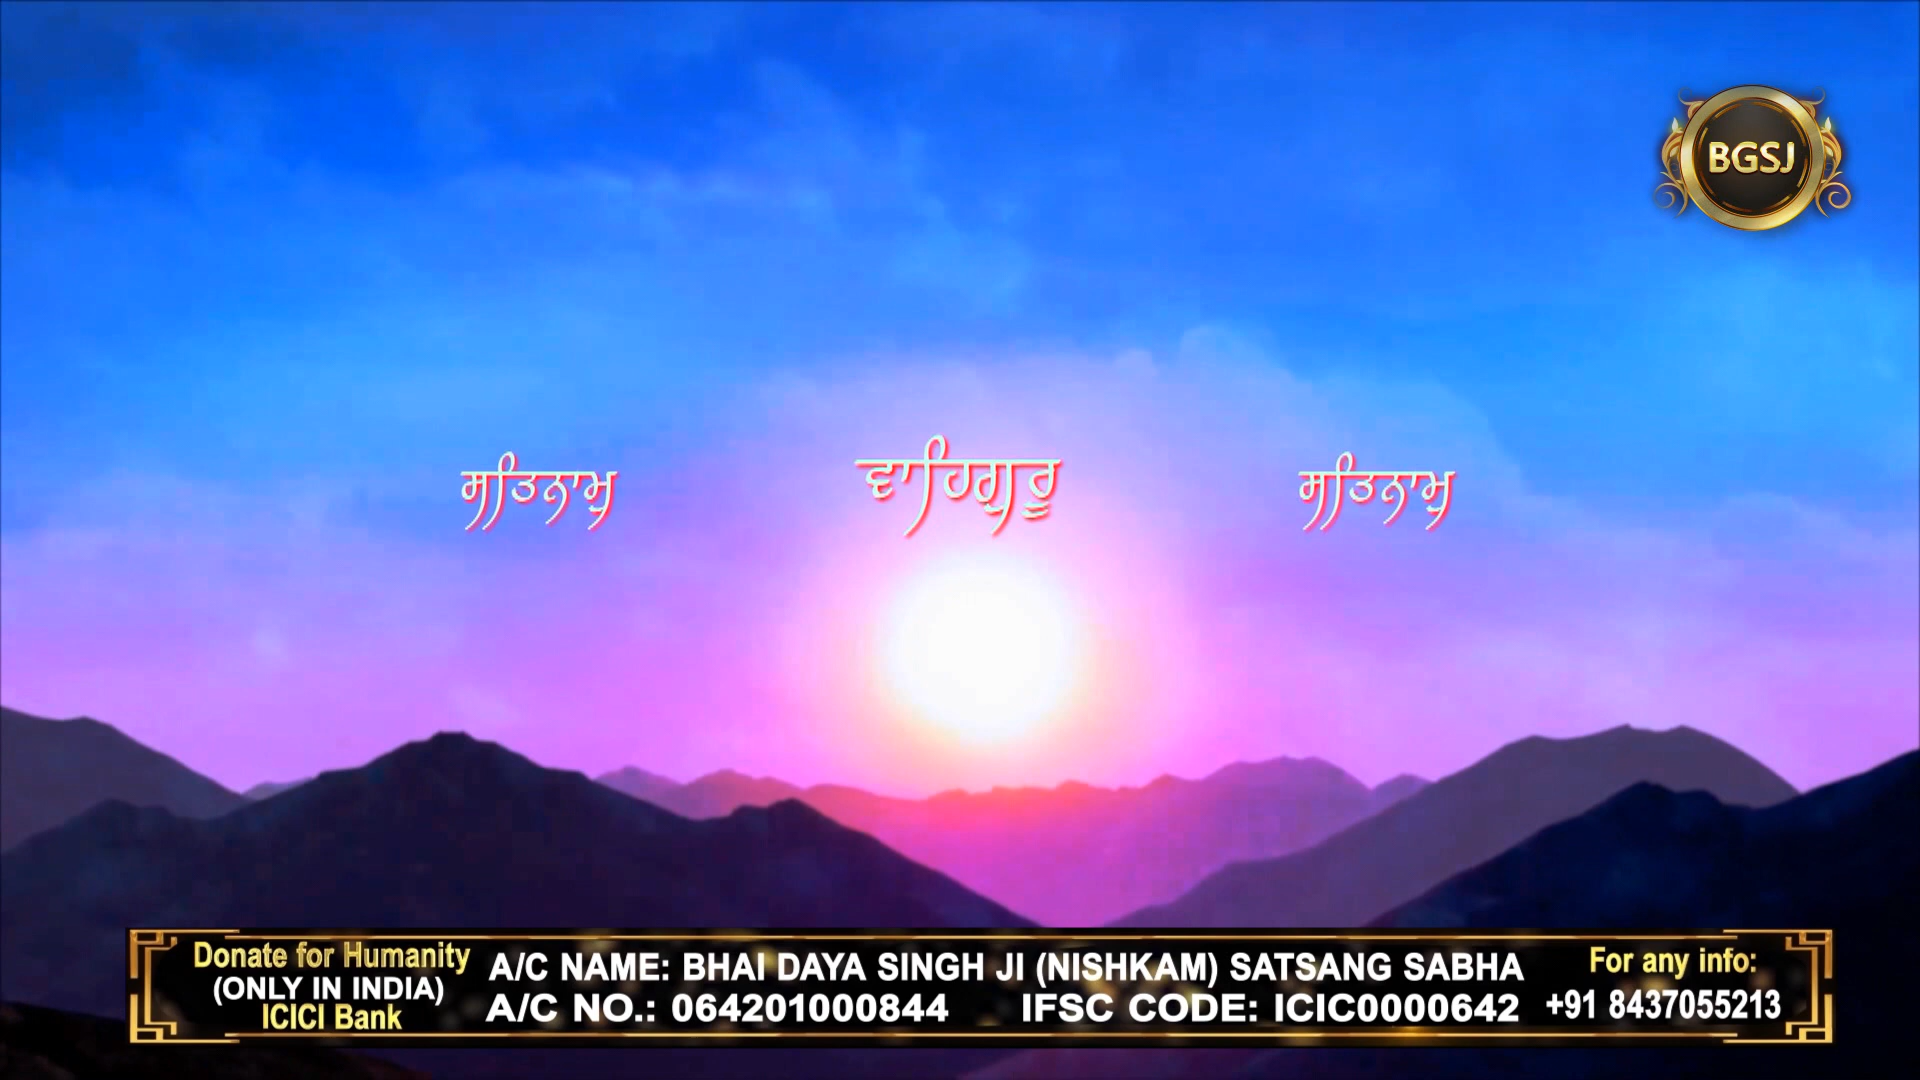 BGSJ
ਸਤਿਨਾਮੁ ਵਾਹਿਗੁਰੂ ਸਤਿਨਾਮੁ
Donate for Humanity
(ONLY IN INDIA)
ICICI Bank
A/C NAME: BHAI DAYA SINGH JI (NISHKAM) SATSANG SABHA
A/C NO.: 064201000844 IFSC CODE: ICIC0000642
For any info:
+91 8437055213